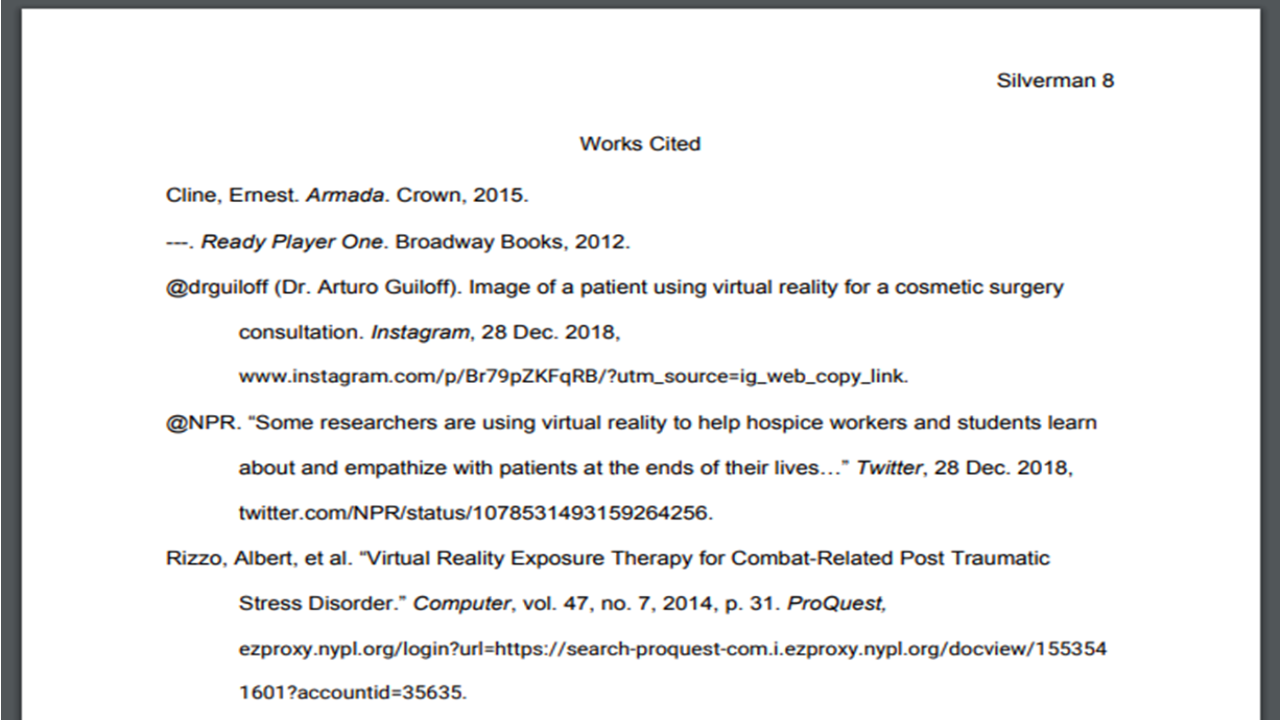 Silverman 8
Works Cited
Cline, Ernest. Armada. Crown, 2015.
---. Ready Player One. Broadway Books, 2012.
@drguiloff (Dr. Arturo Guiloff). Image of a patient using virtual reality for a cosmetic surgery
consultation. Instagram, 28 Dec. 2018,
www.instagram.com/p/Br79pZKFqRB/?utm_source=ig_web_copy_link.
@NPR. “Some researchers are using virtual reality to help hospice workers and students learn
about and empathize with patients at the ends of their lives…” Twitter, 28 Dec. 2018,
twitter.com/NPR/status/1078531493159264256.
Rizzo, Albert, et al. “Virtual Reality Exposure Therapy for Combat-Related Post Traumatic
Stress Disorder.” Computer, vol. 47, no. 7, 2014, p. 31. ProQuest,
ezproxy.nypl.org/login?url=https://search-proquest-com.i.ezproxy.nypl.org/docview/155354
1601?accountid=35635.